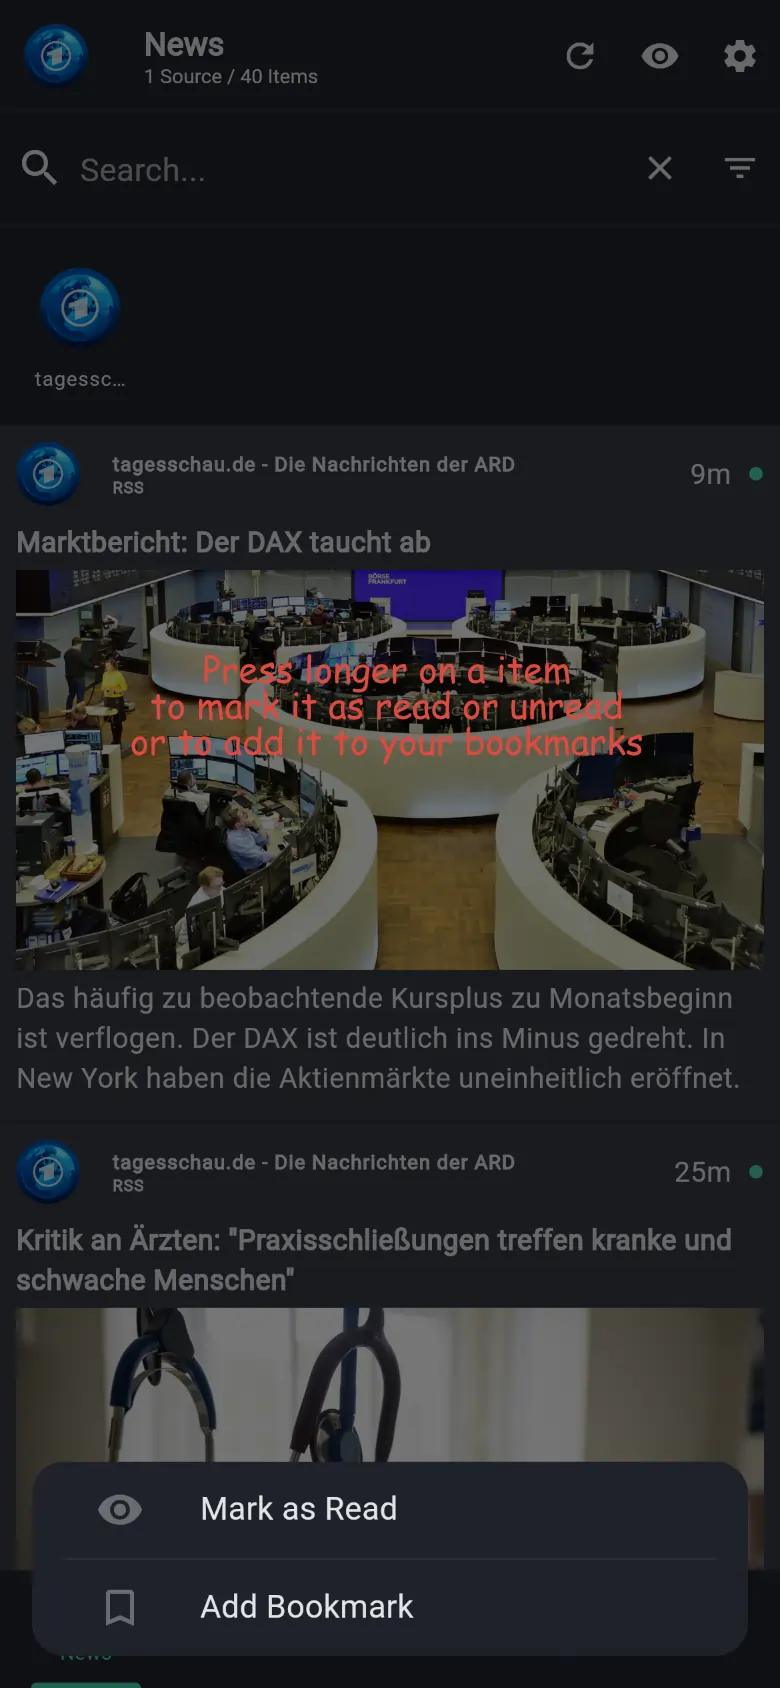 News
1 Source / 40 Items
Search...
tagessc...
tagesschau.de - Die Nachrichten der ARD
RSS
9m
Marktbericht: Der DAX taucht ab
BÖRSE
FRANKFURT
Press longer on a item
to mark it as read or unread
or to add it to your bookmarks
Das häufig zu beobachtende Kursplus zu Monatsbeginn
ist verflogen. Der DAX ist deutlich ins Minus gedreht. In
New York haben die Aktienmärkte uneinheitlich eröffnet.
tagesschau.de - Die Nachrichten der ARD
RSS
25m
Kritik an Ärzten: "Praxisschließungen treffen kranke und
schwache Menschen"
Mark as Read
Add Bookmark
News